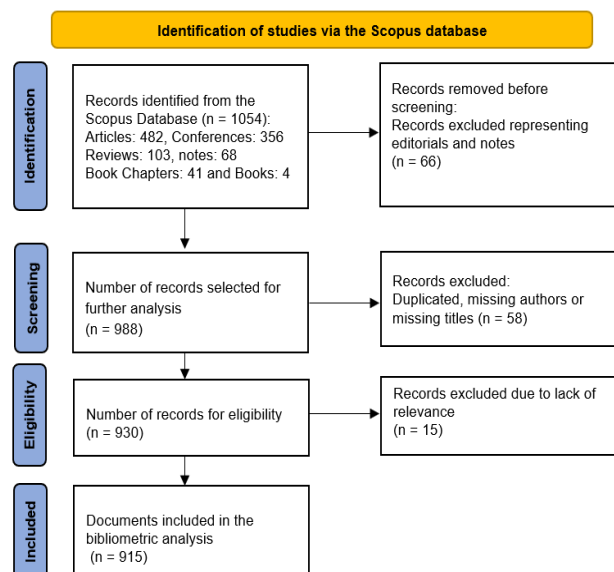 Identification of studies via the Scopus database
Identification
Records identified from the
Scopus Database (n = 1054):
Articles: 482, Conferences: 356
Reviews: 103, notes: 68
Book Chapters: 41 and Books: 4
Records removed before
screening:
Records excluded representing
editorials and notes
(n = 66)
Screening
Number of records selected for
further analysis
(n = 988)
Records excluded:
Duplicated, missing authors or
missing titles (n = 58)
Eligibility
Number of records for eligibility
(n = 930)
Records excluded due to lack of
relevance
(n = 15)
Included
Documents included in the
bibliometric analysis
(n = 915)